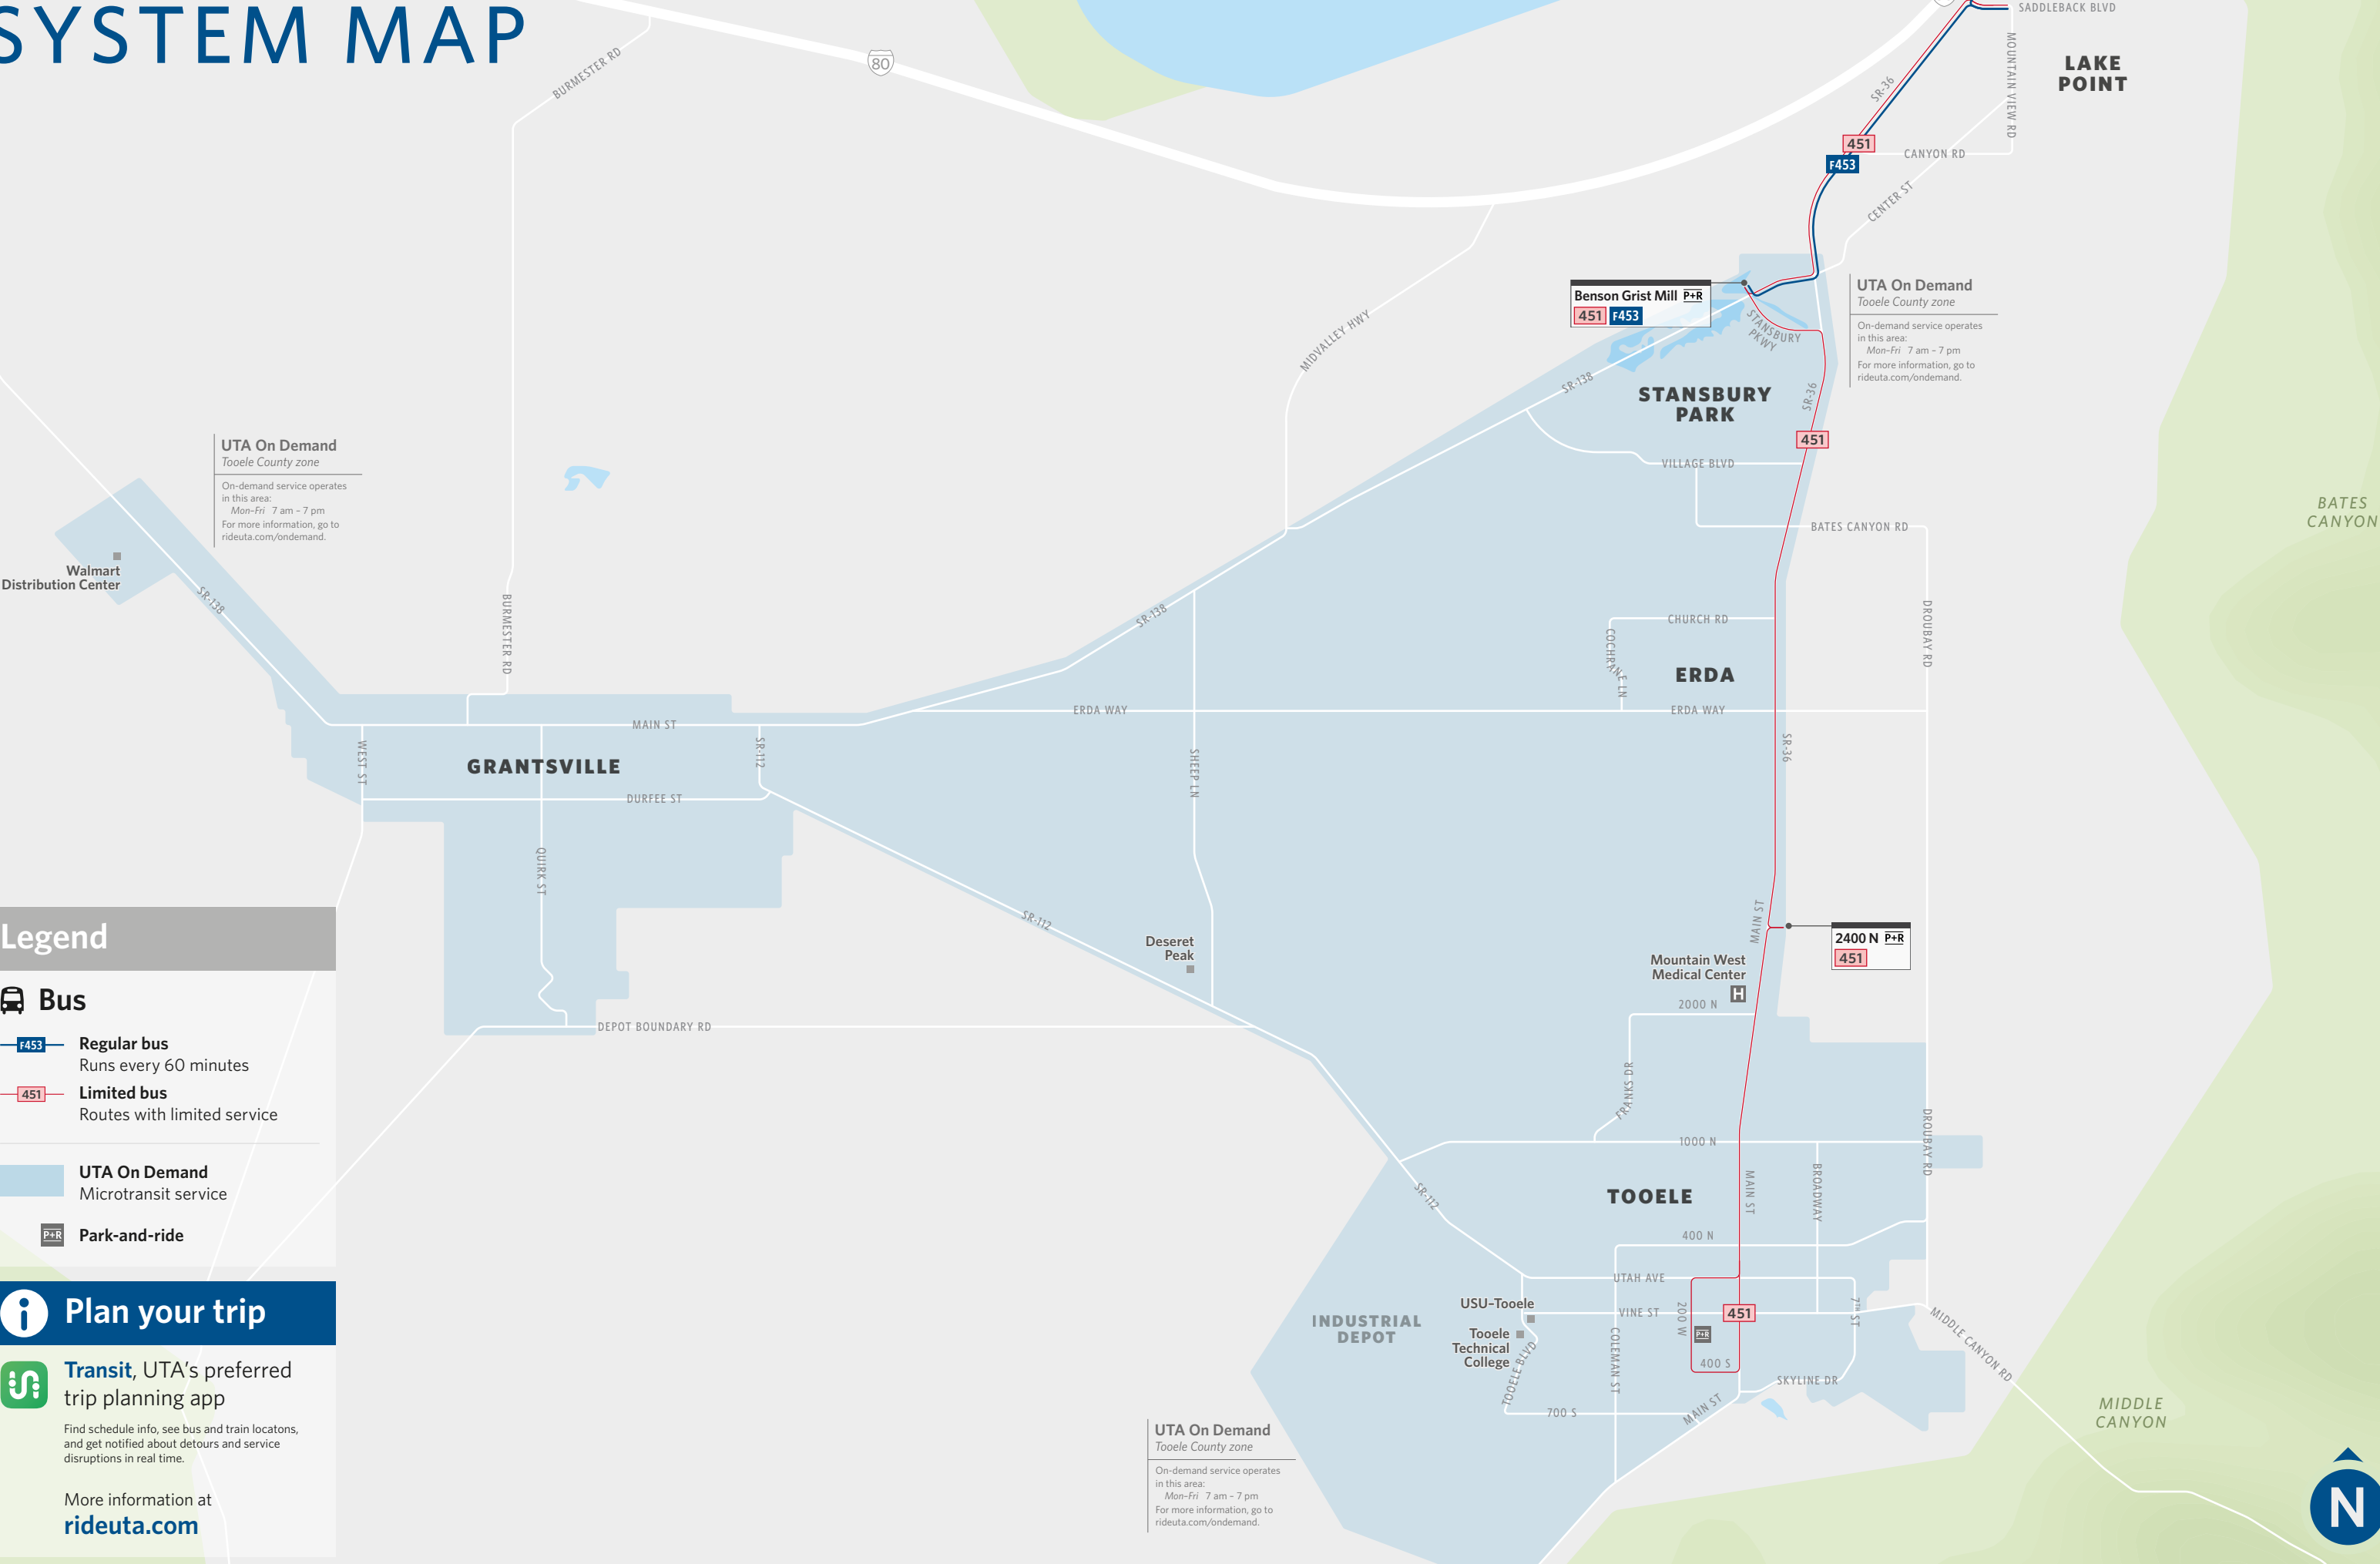 SYSTEM MAP
BURMESTER RD
80
SADDLEBACK BLVD
MOUNTAIN VIEW RD
LAKE
POINT
SR-36
451
F453
CANYON RD
CENTER ST
Benson Grist Mill P+R
451 F453
STANSBURY
PKWY
UTA On Demand
Tooele County zone
On-demand service operates
in this area:
Mon–Fri 7 am – 7 pm
For more information, go to
rideuta.com/ondemand.
MIDVALLEY HWY
SR-138
STANSBURY
PARK
SR-36
451
VILLAGE BLVD
UTA On Demand
Tooele County zone
On-demand service operates
in this area:
Mon–Fri 7 am – 7 pm
For more information, go to
rideuta.com/ondemand.
BATES
CANYON
BATES CANYON RD
Walmart
Distribution Center
SR-138
BURMESTER RD
SR-138
CHURCH RD
COCHRANE LN
DROUBAY RD
ERDA
MAIN ST
ERDA WAY
ERDA WAY
WEST ST
SR-112
SHEEP LN
SR-36
GRANTSVILLE
DURFEE ST
QUIRK ST
SR-112
MAIN ST
Deseret
Peak
2400 N P+R
451
Mountain West
Medical Center
H
2000 N
DEPOT BOUNDARY RD
FRANKS DR
1000 N
DROUBAY RD
SR-112
TOOELE
MAIN ST
BROADWAY
400 N
UTAH AVE
USU–Tooele
VINE ST
200 W
451
7TH ST
INDUSTRIAL
DEPOT
Tooele
Technical
College
P+R
COLEMAN ST
TOOELE BLVD
400 S
SKYLINE DR
MIDDLE CANYON RD
700 S
MAIN ST
MIDDLE
CANYON
UTA On Demand
Tooele County zone
On-demand service operates
in this area:
Mon–Fri 7 am – 7 pm
For more information, go to
rideuta.com/ondemand.
N
Legend
Bus
F453
Regular bus
Runs every 60 minutes
451
Limited bus
Routes with limited service
UTA On Demand
Microtransit service
P+R
Park-and-ride
i
Plan your trip
Transit, UTA's preferred
trip planning app
Find schedule info, see bus and train locatons,
and get notified about detours and service
disruptions in real time.
More information at
rideuta.com